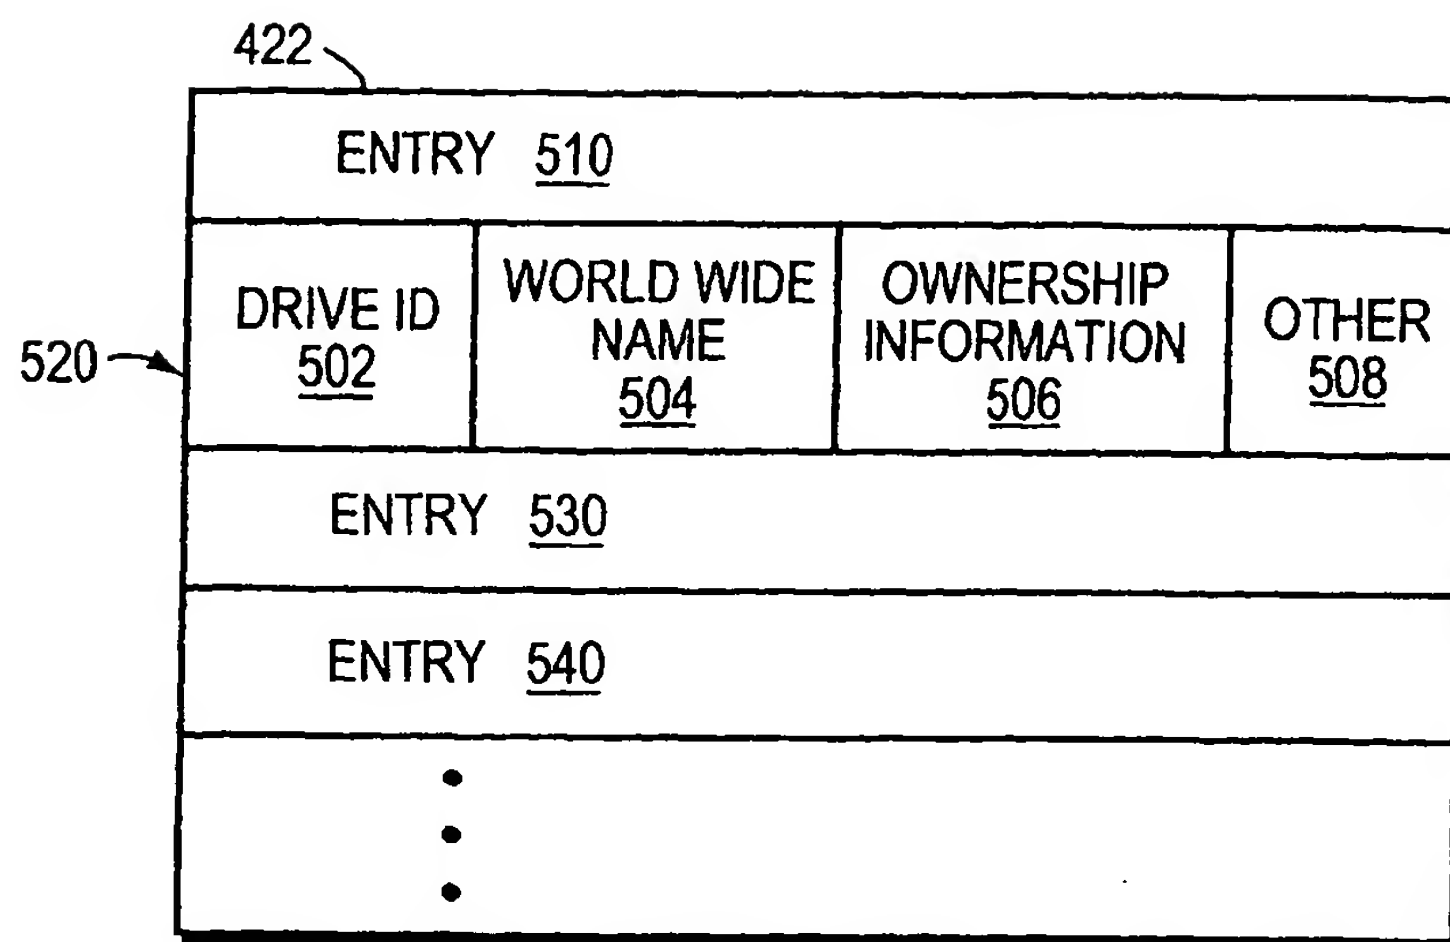 422
ENTRY 510
520
DRIVE ID
502
WORLD WIDE
NAME
504
OWNERSHIP
INFORMATION
506
OTHER
508
ENTRY 530
ENTRY 540